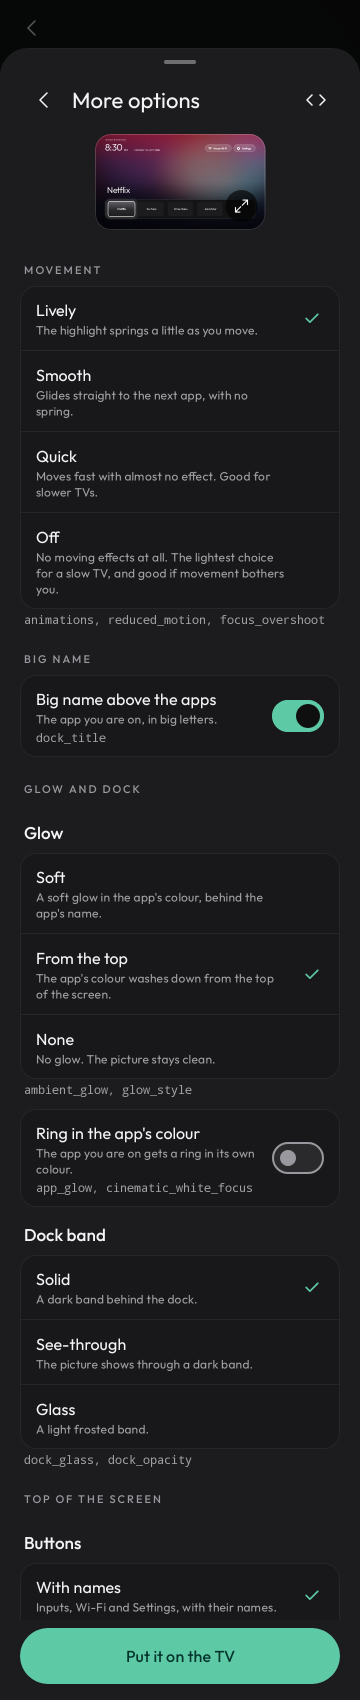 More options
8:30
Netflix
MOVEMENT
Lively
The highlight springs a little as you move.
Smooth
Glides straight to the next app, with no
spring.
Quick
Moves fast with almost no effect. Good for
slower TVs.
Off
No moving effects at all. The lightest choice
for a slow TV, and good if movement bothers
you.
animations, reduced_motion, focus_overshoot
BIG NAME
Big name above the apps
The app you are on, in big letters.
dock_title
GLOW AND DOCK
Glow
Soft
A soft glow in the app's colour, behind the
app's name.
From the top
The app's colour washes down from the top
of the screen.
None
No glow. The picture stays clean.
ambient_glow, glow_style
Ring in the app's colour
The app you are on gets a ring in its own
colour.
app_glow, cinematic_white_focus
Dock band
Solid
A dark band behind the dock.
See-through
The picture shows through a dark band.
Glass
A light frosted band.
dock_glass, dock_opacity
TOP OF THE SCREEN
Buttons
With names
Inputs, Wi-Fi and Settings, with their names.
Put it on the TV